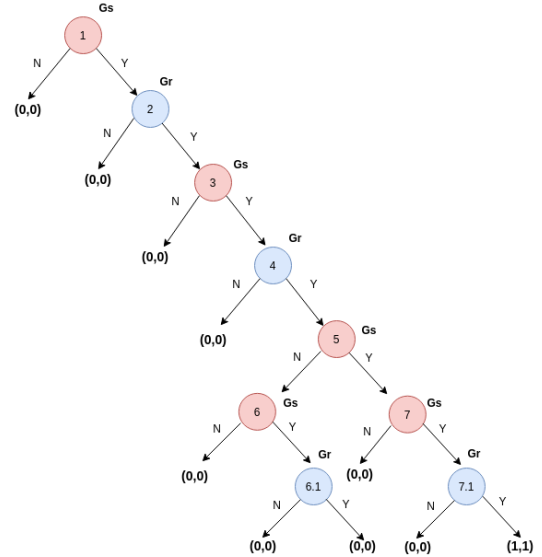 Gs
1
N Y
(0,0)
Gr
2
N Y
(0,0)
Gs
3
N Y
(0,0)
Gr
4
N Y
(0,0)
Gs
5
N Y
Gs
6
N Y
(0,0)
Gr
6.1
N Y
(0,0) (0,0)
Gs
7
N Y
(0,0)
Gr
7.1
N Y
(0,0) (1,1)